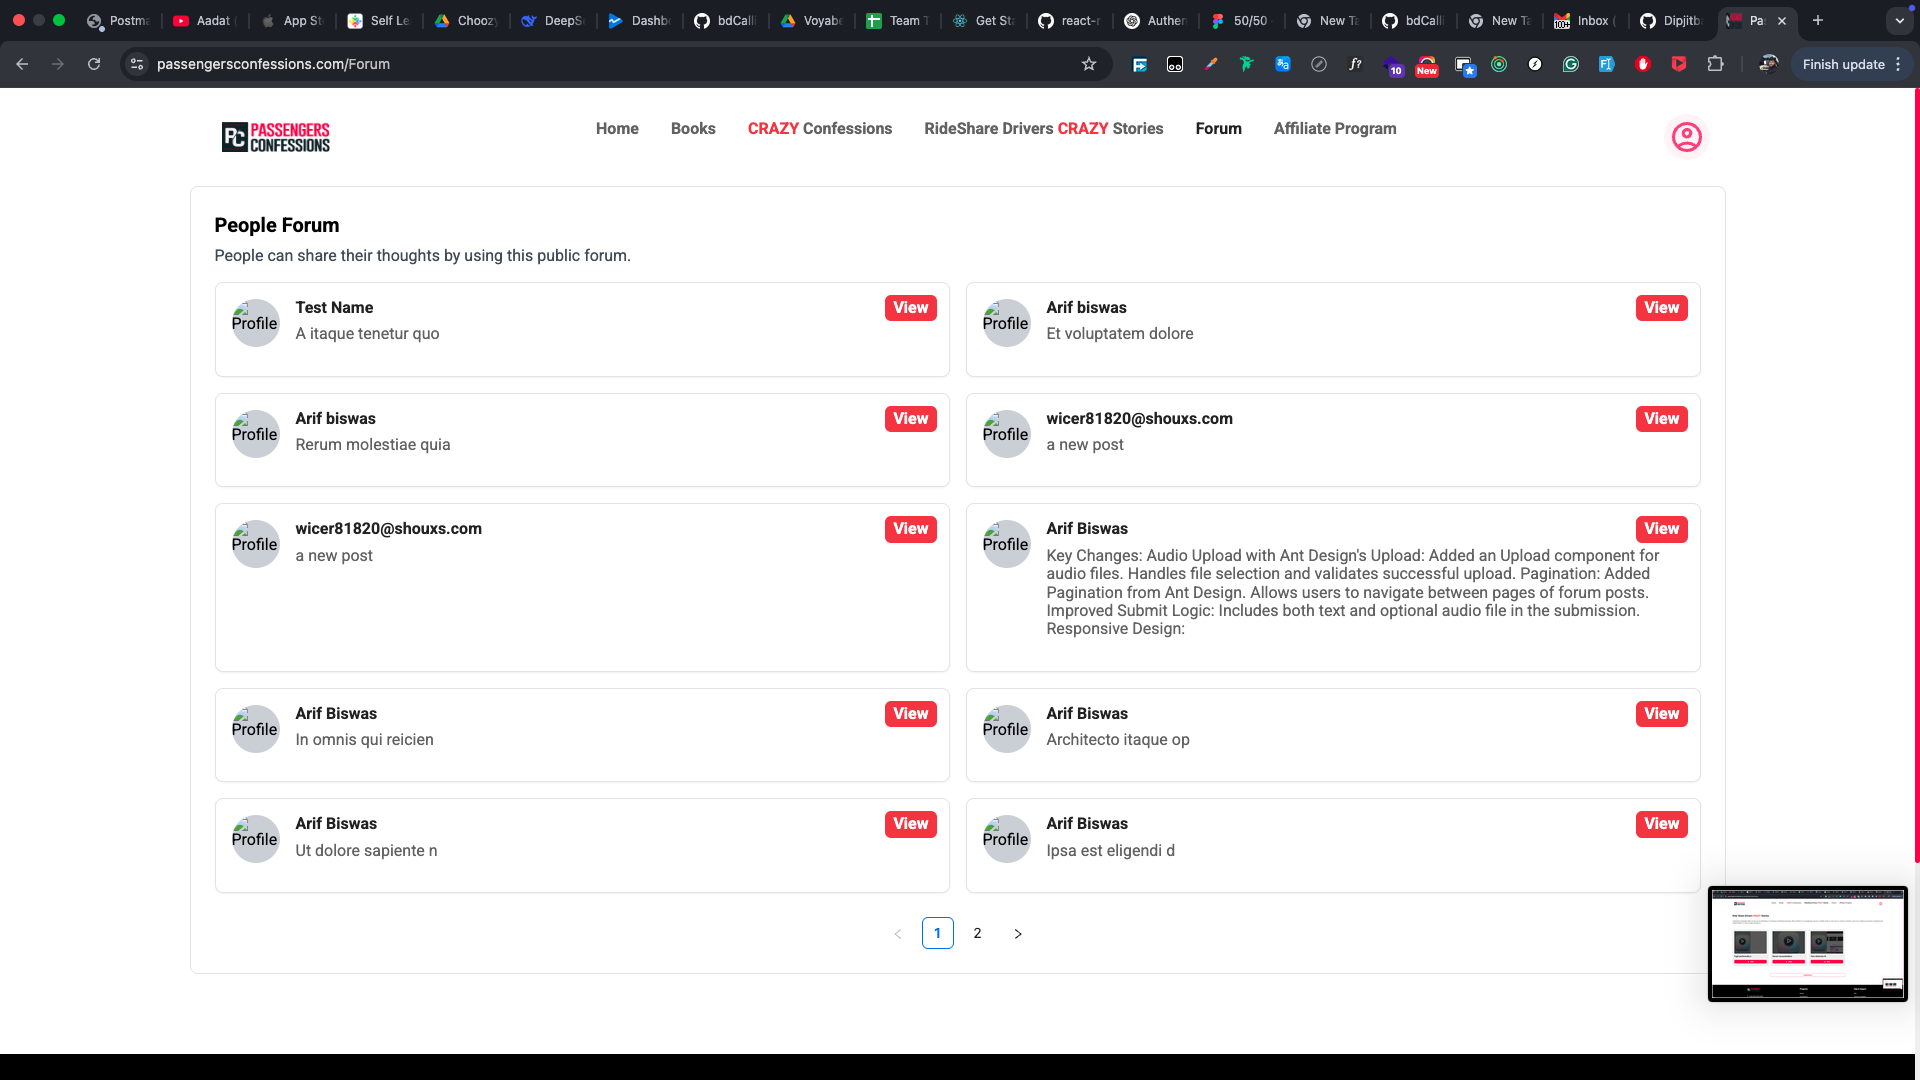 Postma
Aadat
App St
Self Le
Choozy
DeepS
Dashb
bdCalli
Voyabe
Team T
Get Sta
react-r
Authen
50/50
New Ta
bdCalli
New Ta
Inbox (
Dipjitb
Pa
passengersconfessions.com/Forum
10
New
Finish update
PC PASSENGERS
CONFESSIONS
Home
Books
CRAZY Confessions
RideShare Drivers CRAZY Stories
Forum
Affiliate Program
People Forum
People can share their thoughts by using this public forum.
Profile
Test Name
View
A itaque tenetur quo
Profile
Arif biswas
View
Et voluptatem dolore
Profile
Arif biswas
View
Rerum molestiae quia
Profile
wicer81820@shouxs.com
View
a new post
Profile
wicer81820@shouxs.com
View
a new post
Profile
Arif Biswas
View
Key Changes: Audio Upload with Ant Design's Upload: Added an Upload component for
audio files. Handles file selection and validates successful upload. Pagination: Added
Pagination from Ant Design. Allows users to navigate between pages of forum posts.
Improved Submit Logic: Includes both text and optional audio file in the submission.
Responsive Design:
Profile
Arif Biswas
View
In omnis qui reicien
Profile
Arif Biswas
View
Architecto itaque op
Profile
Arif Biswas
View
Ut dolore sapiente n
Profile
Arif Biswas
View
Ipsa est eligendi d
1
2